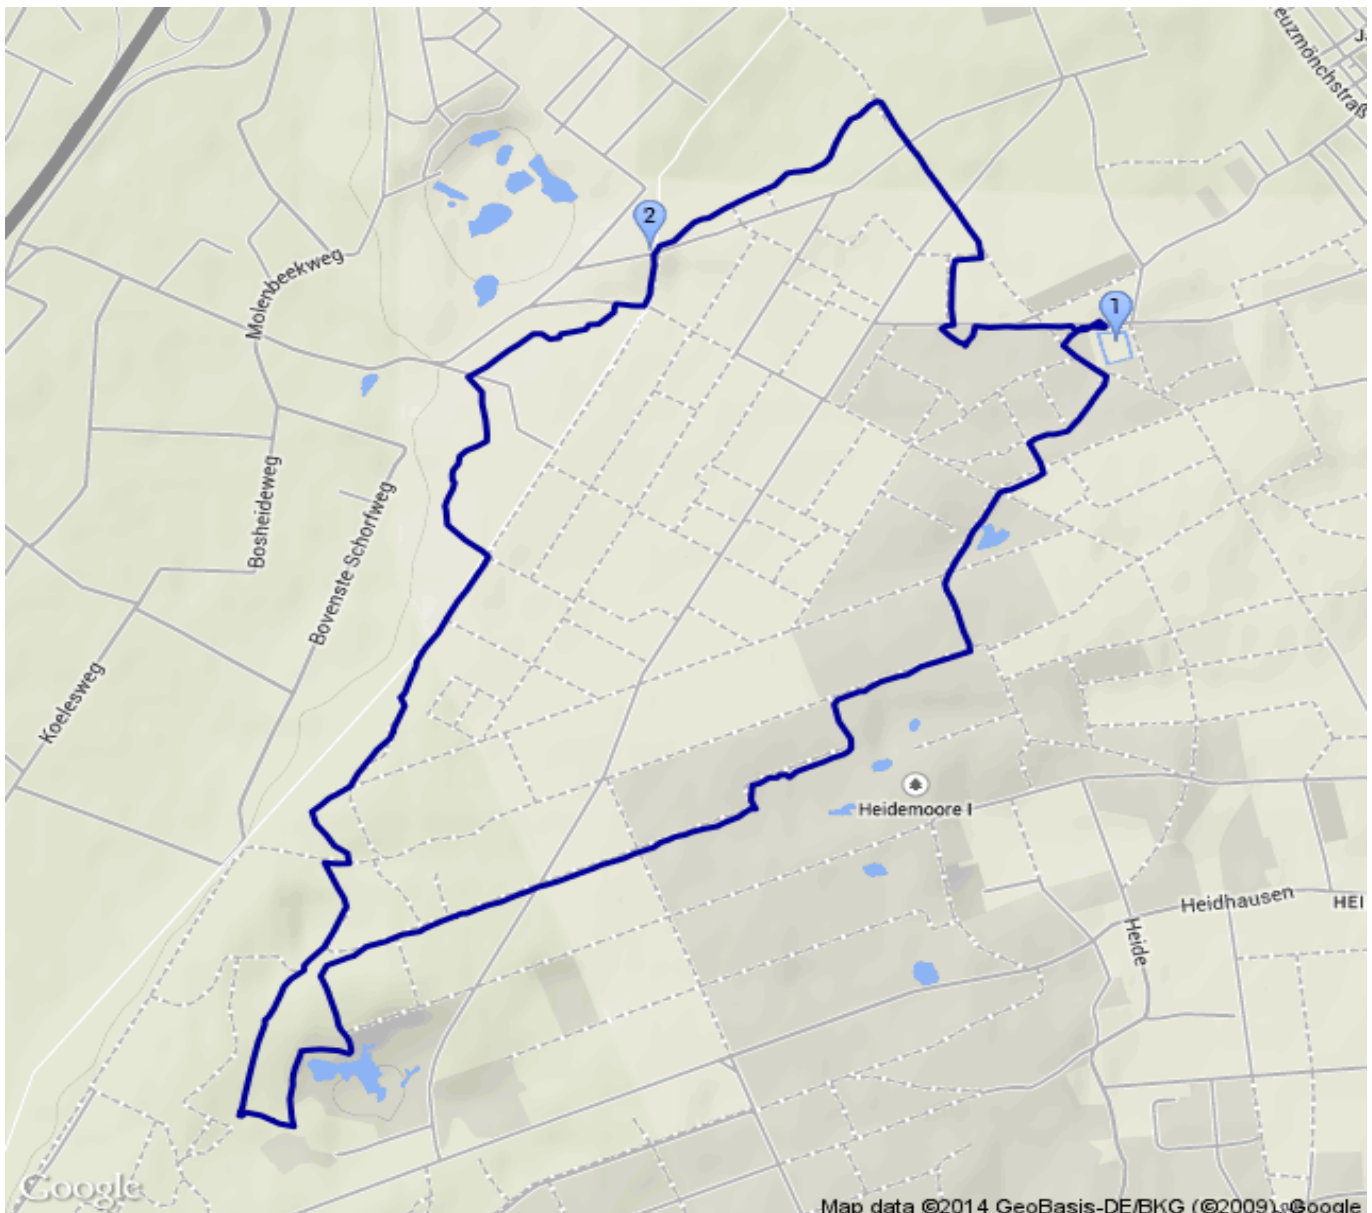 euzmönchstraß
J
2
Molenbeekweg
1
Bosheideweg
Bovenste Schorfweg
Koelesweg
Heidemoore I
Heidhausen
HEI
Heide
Google
Map data ©2014 GeoBasis-DE/BKG (©2009), Google